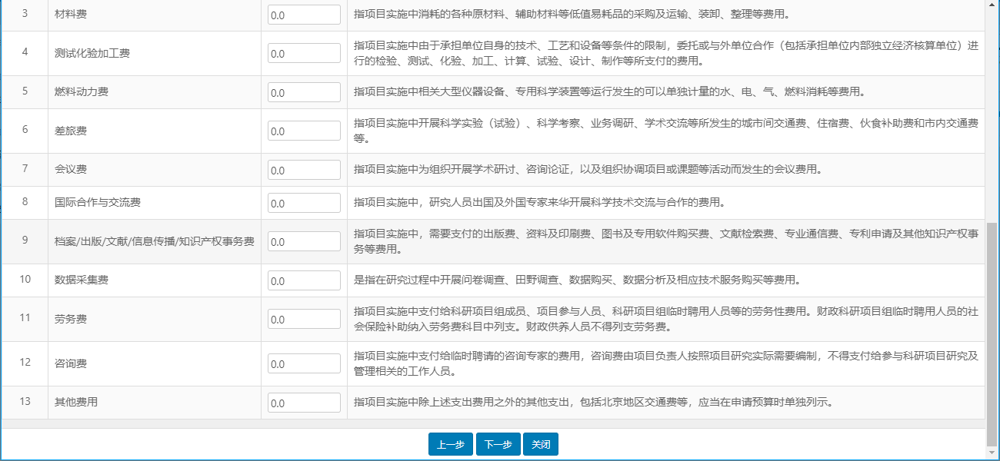 3 材料费 0.0 指项目实施中消耗的各种原材料、辅助材料等低值易耗品的采购及运输、装卸、整理等费用。
4 测试化验加工费 0.0 指项目实施中由于承担单位自身的技术、工艺和设备等条件的限制，委托或与外单位合作（包括承担单位内部独立经济核算单位）进
行的检验、测试、化验、加工、计算、试验、设计、制作等所支付的费用。
5 燃料动力费 0.0 指项目实施中相关大型仪器设备、专用科学装置等运行发生的可以单独计量的水、电、气、燃料消耗等费用。
6 差旅费 0.0 指项目实施中开展科学实验（试验）、科学考察、业务调研、学术交流等所发生的城市间交通费、住宿费、伙食补助费和市内交通费
等。
7 会议费 0.0 指项目实施中为组织开展学术研讨、咨询论证，以及组织协调项目或课题等活动而发生的会议费用。
8 国际合作与交流费 0.0 指项目实施中，研究人员出国及外国专家来华开展科学技术交流与合作的费用。
9 档案/出版/文献/信息传播/知识产权事务费 0.0 指项目实施中，需要支付的出版费、资料及印刷费、图书及专用软件购买费、文献检索费、专业通信费、专利申请及其他知识产权事
务等费用。
10 数据采集费 0.0 是指在研究过程中开展问卷调查、田野调查、数据购买、数据分析及相应技术服务购买等费用。
11 劳务费 0.0 指项目实施中支付给科研项目组成员、项目参与人员、科研项目组临时聘用人员等的劳务性费用。财政科研项目组临时聘用人员的社
会保险补助纳入劳务费科目中列支。财政供养人员不得列支劳务费。
12 咨询费 0.0 指项目实施中支付给临时聘请的咨询专家的费用，咨询费由项目负责人按照项目研究实际需要编制，不得支付给参与科研项目研究及
管理相关的工作人员。
13 其他费用 0.0 指项目实施中除上述支出费用之外的其他支出，包括北京地区交通费等，应当在申请预算时单独列示。
上一步 下一步 关闭